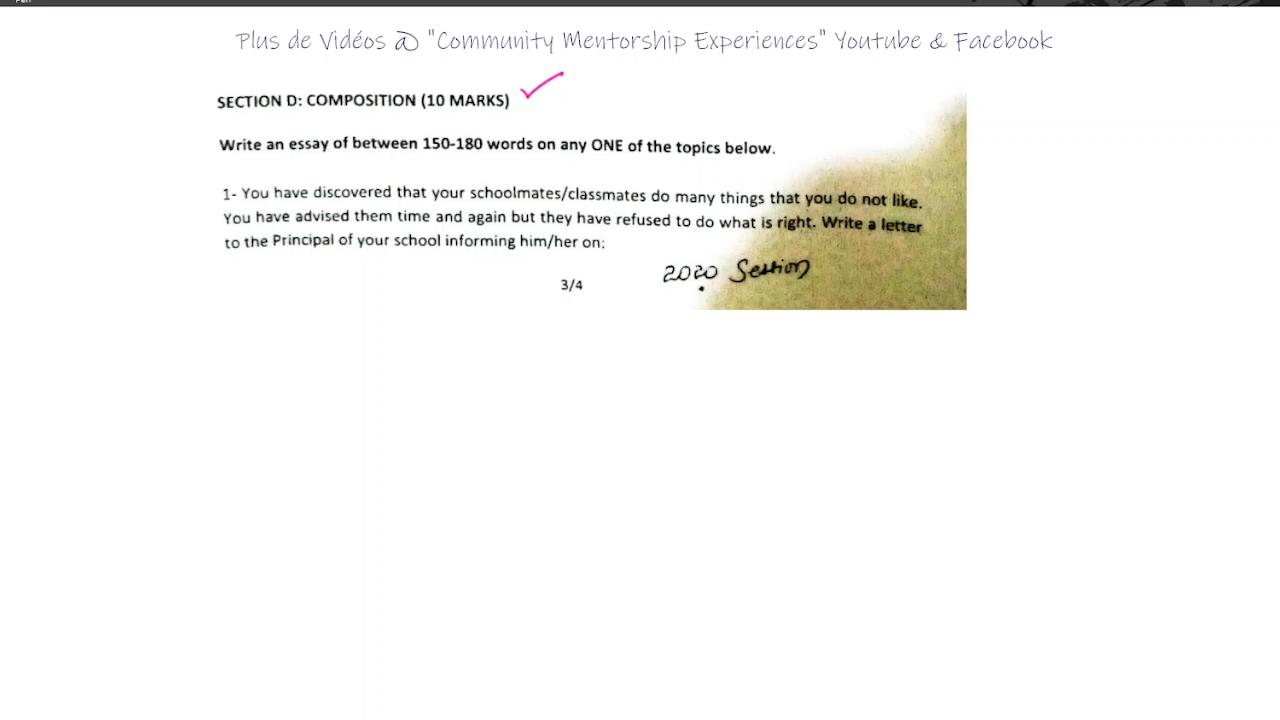 Plus de Vidéos @ "Community Mentorship Experiences" Youtube & Facebook
SECTION D: COMPOSITION (10 MARKS)
Write an essay of between 150-180 words on any ONE of the topics below.
1- You have discovered that your schoolmates/classmates do many things that you do not like.
You have advised them time and again but they have refused to do what is right. Write a letter
to the Principal of your school informing him/her on:
3/4
2020 Session